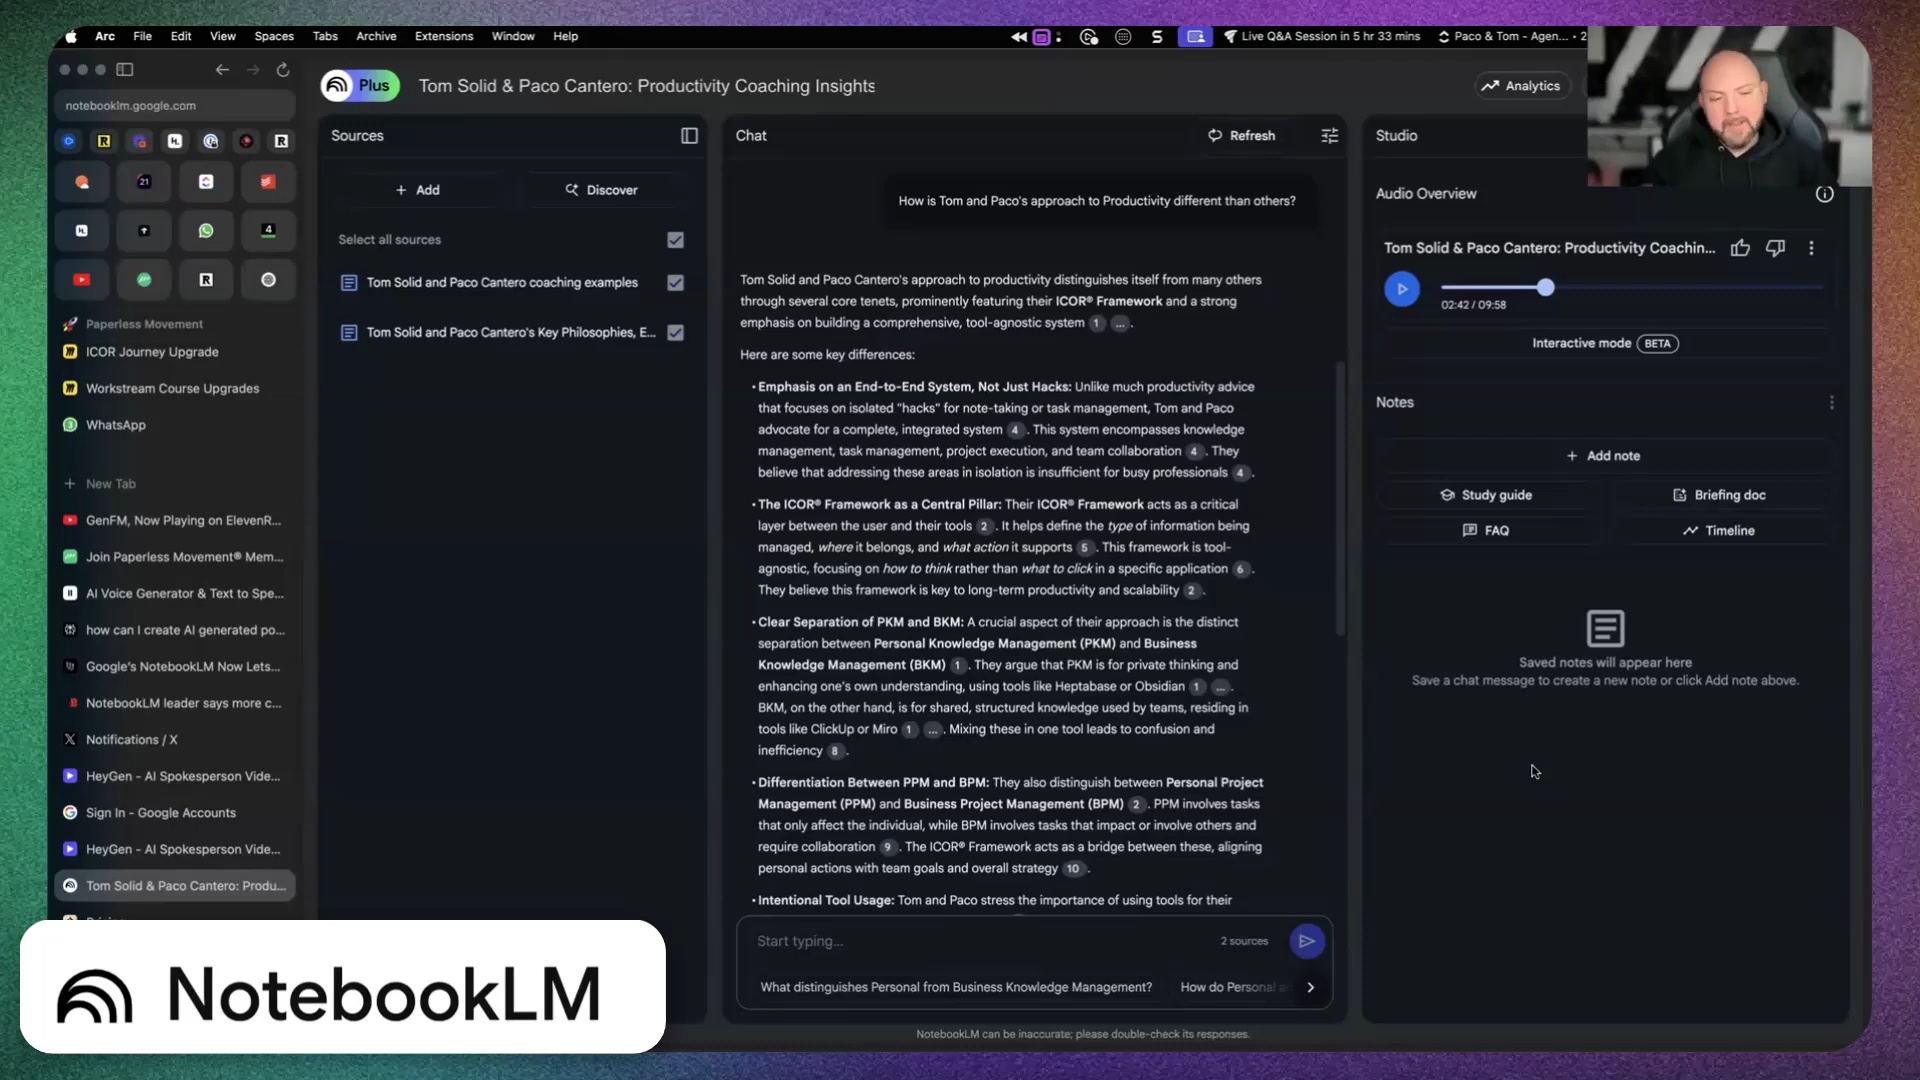 Arc File Edit View Spaces Tabs Archive Extensions Window Help
Live Q&A Session in 5 hr 33 mins
Paco & Tom - Agen... • 2
notebooklm.google.com
21
4
Paperless Movement
ICOR Journey Upgrade
Workstream Course Upgrades
WhatsApp
New Tab
GenFM, Now Playing on ElevenR...
Join Paperless Movement® Mem...
AI Voice Generator & Text to Spe...
how can I create AI generated po...
Google's NotebookLM Now Lets...
NotebookLM leader says more c...
Notifications / X
HeyGen - AI Spokesperson Vide...
Sign In - Google Accounts
HeyGen - AI Spokesperson Vide...
Tom Solid & Paco Cantero: Produ...
Plus
Tom Solid & Paco Cantero: Productivity Coaching Insights
Analytics
Sources
+ Add
Discover
Select all sources
Tom Solid and Paco Cantero coaching examples
Tom Solid and Paco Cantero's Key Philosophies, E...
Chat
Refresh
How is Tom and Paco's approach to Productivity different than others?
Tom Solid and Paco Cantero's approach to productivity distinguishes itself from many others
through several core tenets, prominently featuring their ICOR® Framework and a strong
emphasis on building a comprehensive, tool-agnostic system 1 ... .
Here are some key differences:
• Emphasis on an End-to-End System, Not Just Hacks: Unlike much productivity advice
that focuses on isolated "hacks" for note-taking or task management, Tom and Paco
advocate for a complete, integrated system 4 . This system encompasses knowledge
management, task management, project execution, and team collaboration 4 . They
believe that addressing these areas in isolation is insufficient for busy professionals 4 .
• The ICOR® Framework as a Central Pillar: Their ICOR® Framework acts as a critical
layer between the user and their tools 2 . It helps define the type of information being
managed, where it belongs, and what action it supports 5 . This framework is tool-
agnostic, focusing on how to think rather than what to click in a specific application 6 .
They believe this framework is key to long-term productivity and scalability 2 .
• Clear Separation of PKM and BKM: A crucial aspect of their approach is the distinct
separation between Personal Knowledge Management (PKM) and Business
Knowledge Management (BKM) 1 . They argue that PKM is for private thinking and
enhancing one's own understanding, using tools like Heptabase or Obsidian 1 ... .
BKM, on the other hand, is for shared, structured knowledge used by teams, residing in
tools like ClickUp or Miro 1 ... . Mixing these in one tool leads to confusion and
inefficiency 8 .
• Differentiation Between PPM and BPM: They also distinguish between Personal Project
Management (PPM) and Business Project Management (BPM) 2 . PPM involves tasks
that only affect the individual, while BPM involves tasks that impact or involve others and
require collaboration 9 . The ICOR® Framework acts as a bridge between these, aligning
personal actions with team goals and overall strategy 10 .
• Intentional Tool Usage: Tom and Paco stress the importance of using tools for their
Start typing...
2 sources
What distinguishes Personal from Business Knowledge Management?
How do Personal
NotebookLM can be inaccurate; please double-check its responses.
Studio
Audio Overview
Tom Solid & Paco Cantero: Productivity Coachin...
02:42 / 09:58
Interactive mode BETA
Notes
+ Add note
Study guide
Briefing doc
FAQ
Timeline
Saved notes will appear here
Save a chat message to create a new note or click Add note above.
NotebookLM